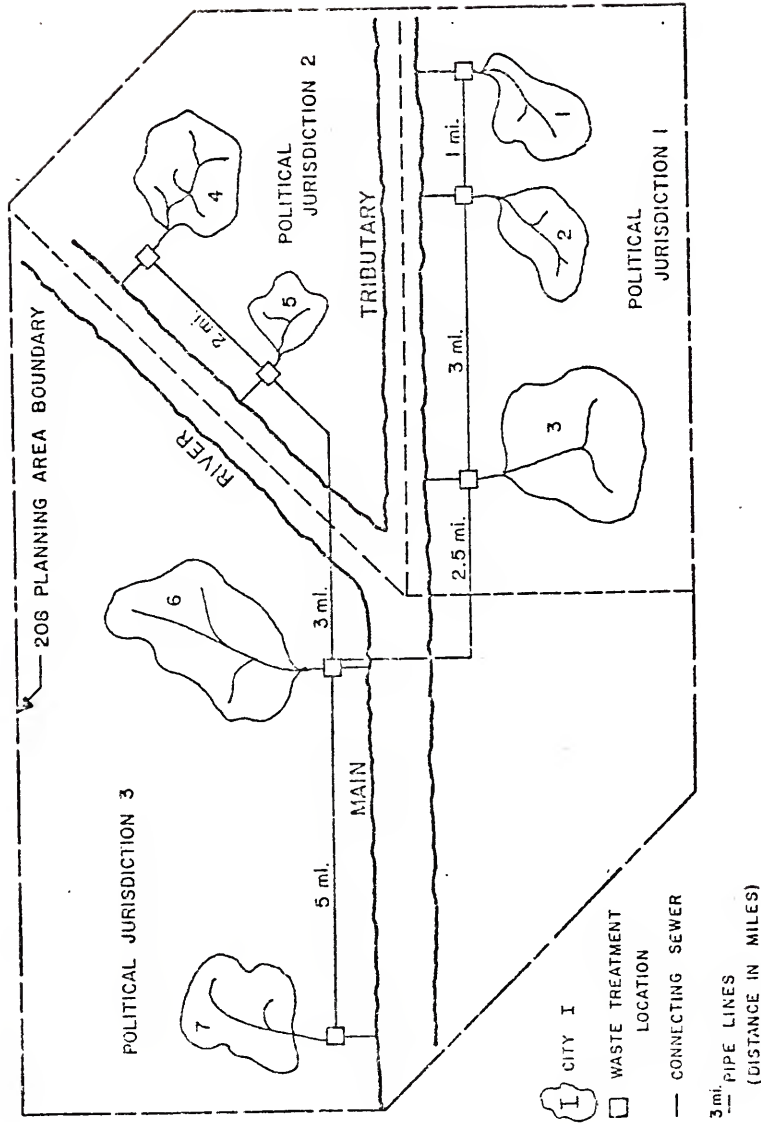 208 PLANNING AREA BOUNDARY
POLITICAL JURISDICTION 3
POLITICAL
JURISDICTION 2
RIVER
TRIBUTARY
MAIN
4
5
6
7
2 mi.
3 mi.
5 mi.
1 mi.
3 mi.
2.5 mi.
1
2
3
POLITICAL
JURISDICTION 1
I CITY I
WASTE TREATMENT
LOCATION
CONNECTING SEWER
3 mi. PIPE LINES
(DISTANCE IN MILES)